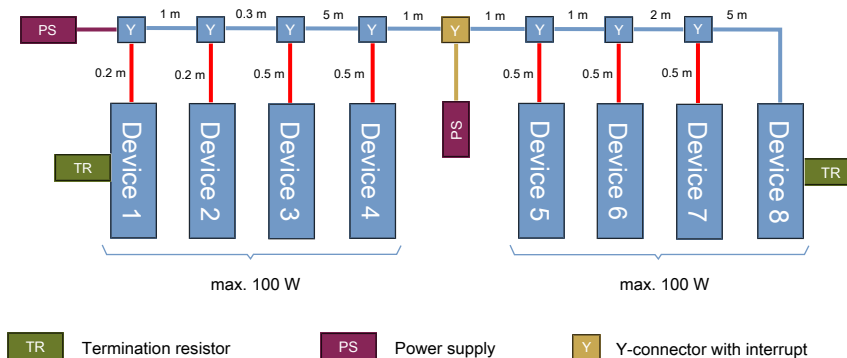 1 m 0.3 m 5 m 1 m 1 m 1 m 2 m 5 m
PS Y Y Y Y Y Y Y Y
0.2 m 0.2 m 0.5 m 0.5 m 0.5 m 0.5 m 0.5 m
PS
Device 1
Device 2
Device 3
Device 4
Device 5
Device 6
Device 7
Device 8
TR
TR
max. 100 W max. 100 W
TR Termination resistor PS Power supply Y Y-connector with interrupt